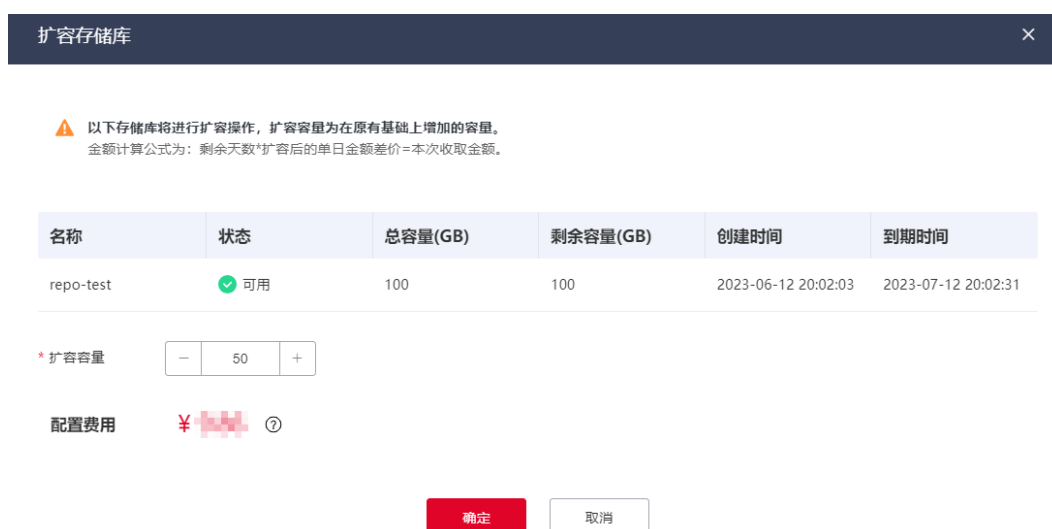 扩容存储库
以下存储库将进行扩容操作，扩容容量为在原有基础上增加的容量。
金额计算公式为：剩余天数*扩容后的单日金额差价=本次收取金额。
名称 状态 总容量(GB) 剩余容量(GB) 创建时间 到期时间
repo-test 可用 100 100 2023-06-12 20:02:03 2023-07-12 20:02:31
* 扩容容量 － 50 +
配置费用 ¥ ?
确定 取消